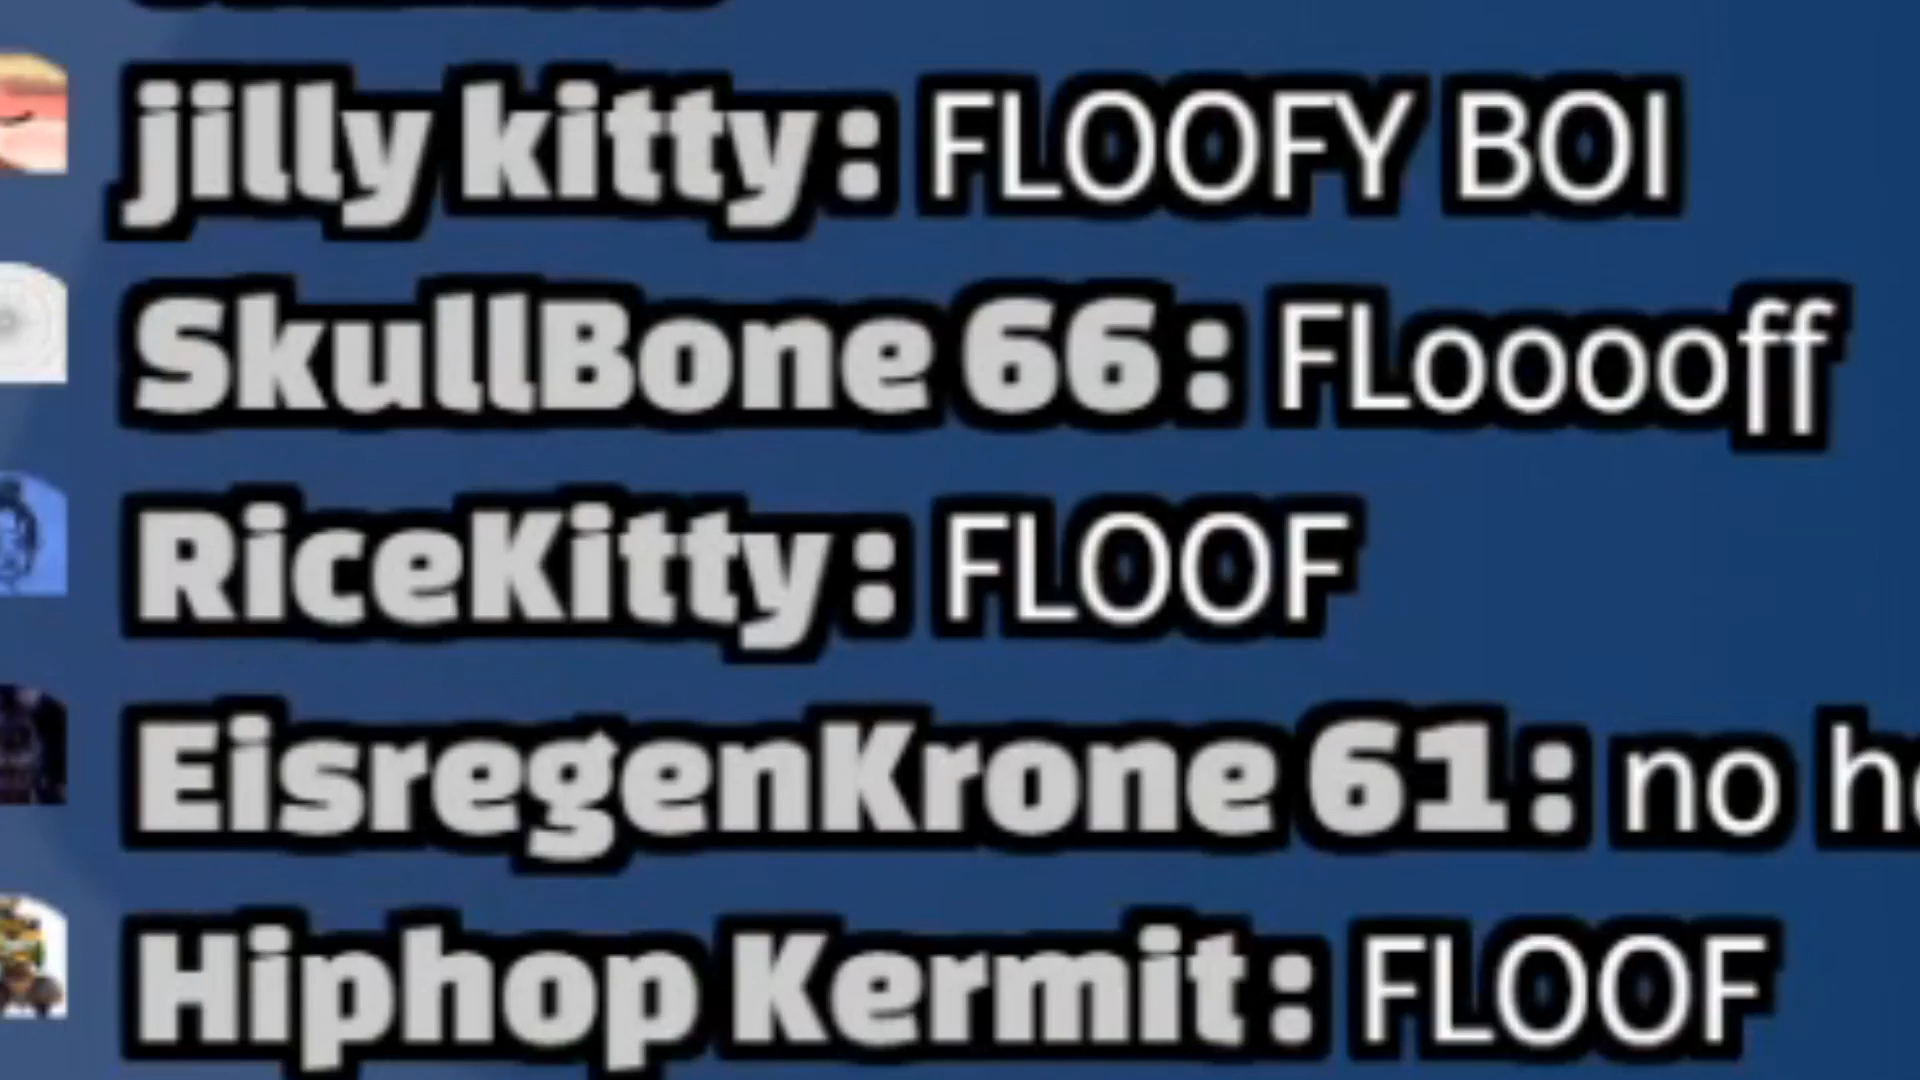 jilly kitty: FLOOFY BOI
SkullBone 66: FLooooff
RiceKitty: FLOOF
EisregenKrone 61: no
Hiphop Kermit: FLOOF